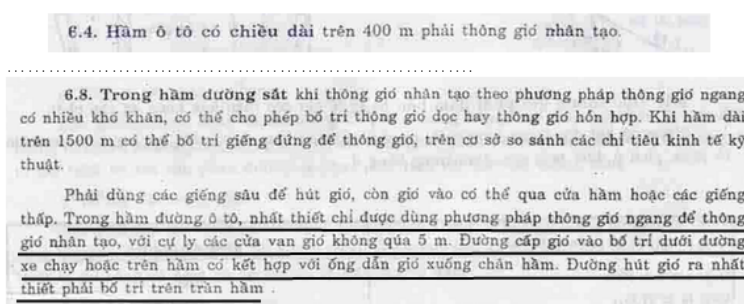 6.4. Hầm ô tô có chiều dài trên 400 m phải thông gió nhân tạo.
6.8. Trong hầm đường sắt khi thông gió nhân tạo theo phương pháp thông gió ngang
có nhiều khó khăn, có thể cho phép bố trí thông gió dọc hay thông gió hỗn hợp. Khi hầm dài
trên 1500 m có thể bố trí giếng đứng để thông gió, trên cơ sở so sánh các chỉ tiêu kinh tế kỹ
thuật.
Phải dùng các giếng sâu để hút gió, còn gió vào có thể qua cửa hầm hoặc các giếng
thấp. Trong hầm đường ô tô, nhất thiết chỉ được dùng phương pháp thông gió ngang để thông
gió nhân tạo, với cự ly các cửa van gió không qúa 5 m. Đường cấp gió vào bố trí dưới đường
xe chạy hoặc trên hầm có kết hợp với ống dẫn gió xuống chân hầm. Đường hút gió ra nhất
thiết phải bố trí trên trần hầm .